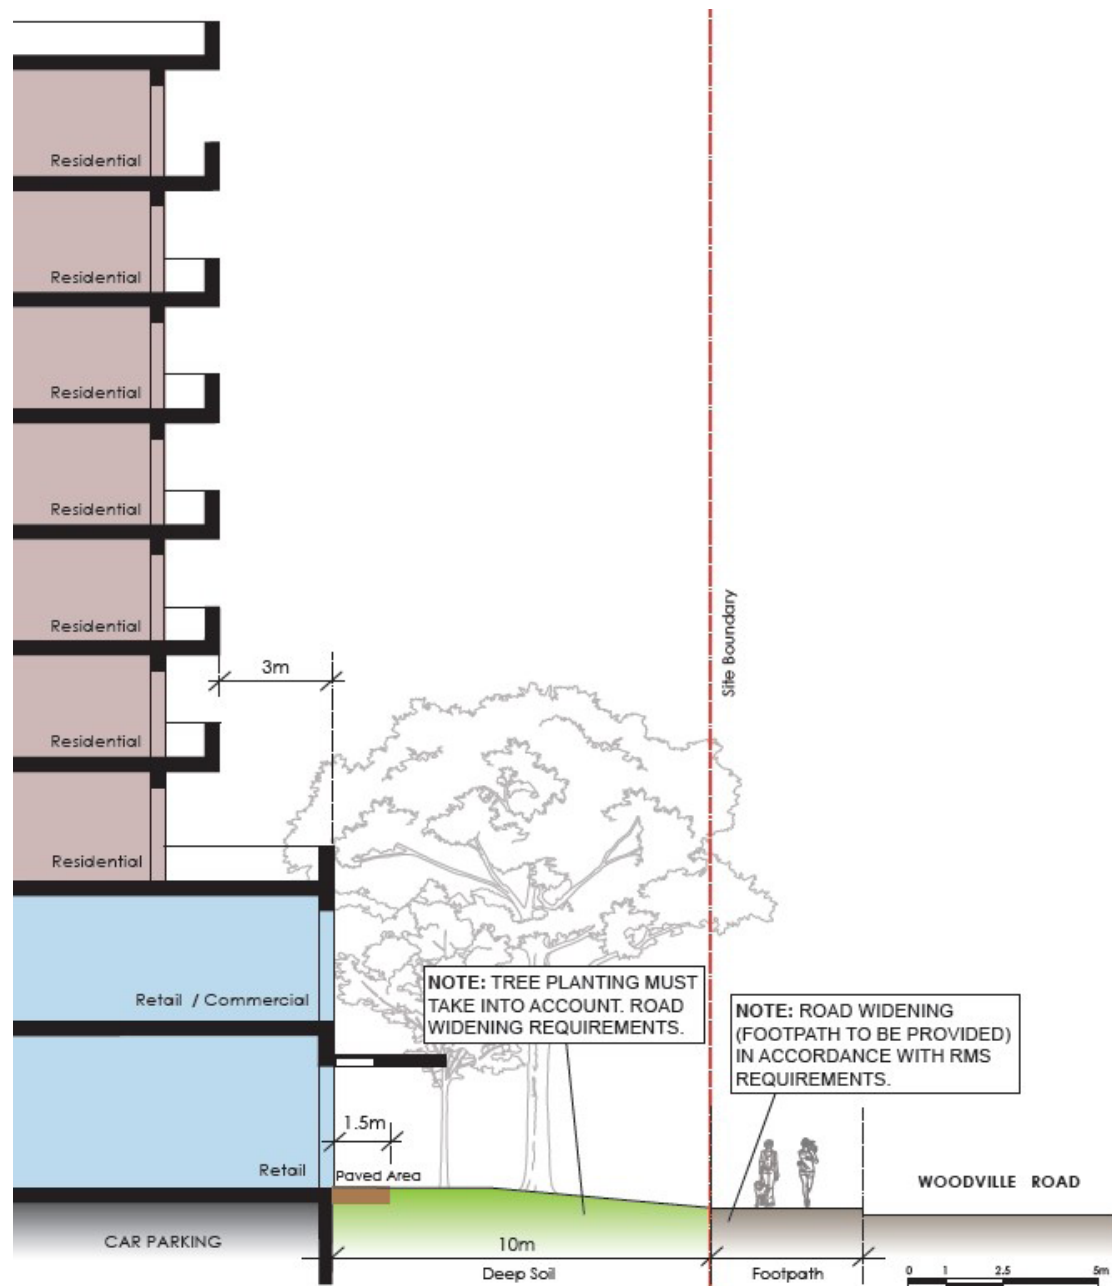 Residential
Residential
Residential
Residential
Residential
3m
Site Boundary
Residential
Residential
Retail / Commercial
NOTE: TREE PLANTING MUST
TAKE INTO ACCOUNT. ROAD
WIDENING REQUIREMENTS.
NOTE: ROAD WIDENING
(FOOTPATH TO BE PROVIDED)
IN ACCORDANCE WITH RMS
REQUIREMENTS.
1.5m
Retail
Paved Area
WOODVILLE ROAD
CAR PARKING
10m
Deep Soil
Footpath
0 1 2.5 5m